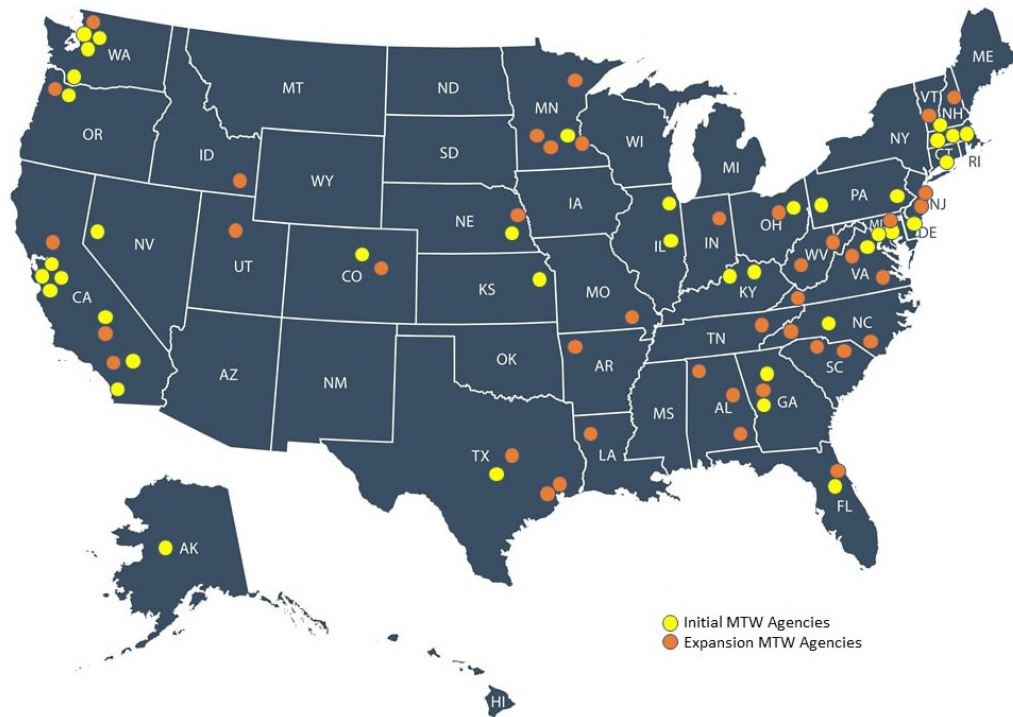 WA
MT
ND
MN
ME
VT
NH
OR
ID
SD
WI
MI
NY
CT
RI
WY
NE
IA
PA
NJ
NV
UT
CO
IL
IN
OH
DE
WV
VA
CA
KS
MO
KY
NC
TN
AZ
NM
OK
AR
SC
MS
AL
GA
TX
LA
FL
AK
HI
Initial MTW Agencies
Expansion MTW Agencies